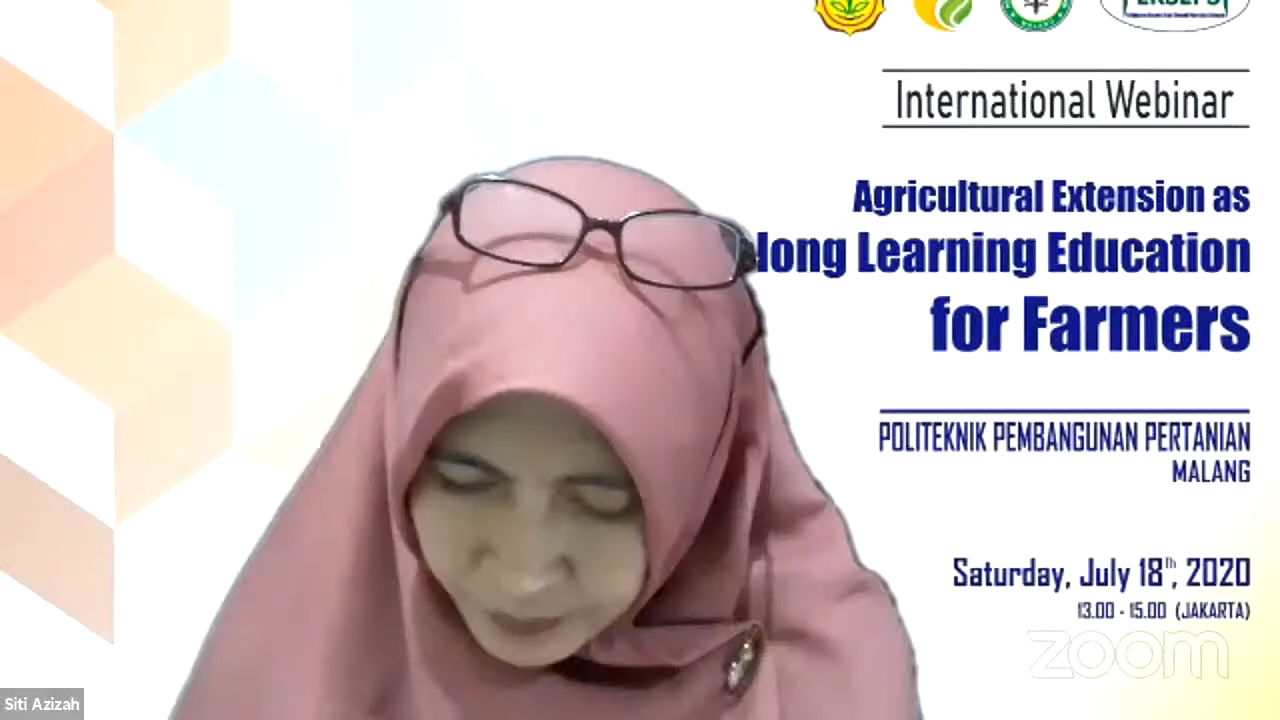 International Webinar
Agricultural Extension as
long Learning Education
for Farmers
POLITEKNIK PEMBANGUNAN PERTANIAN
MALANG
Saturday, July 18th, 2020
13.00 - 15.00 (JAKARTA)
zoom
Siti Azizah